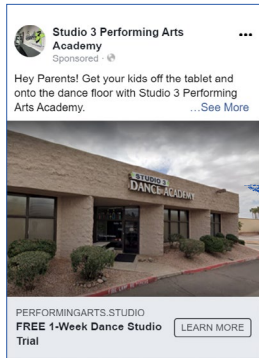 Studio 3 Performing Arts
Academy
Sponsored ·
Hey Parents! Get your kids off the tablet and
onto the dance floor with Studio 3 Performing
Arts Academy.
...See More
STUDIO 3
DANCE ACADEMY
PERFORMINGARTS.STUDIO
FREE 1-Week Dance Studio
Trial
LEARN MORE